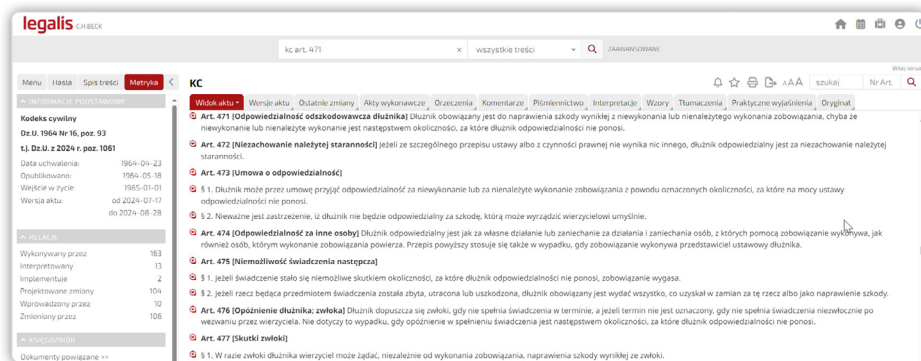 legalis C.H.BECK
kc art. 471 × wszystkie treści ZAAWANSOWANE
Menu Hasła Spis treści Metryka
KC
AAA szukaj Nr Art.
INFORMACJE PODSTAWOWE
Kodeks cywilny
Dz.U. 1964 Nr 16, poz. 93
t.j. Dz.U. z 2024 r. poz. 1061
Data uchwalenia: 1964-04-23
Opublikowano: 1964-05-18
Wejście w życie: 1965-01-01
Wersja aktu: od 2024-07-17
do 2024-08-28
RELACJE
Wykonywany przez 163
Interpretowany 13
Implementuje 2
Projektowane zmiany 104
Wprowadzony przez 10
Zmieniony przez 106
KSIĘGOZBIÓR
Dokumenty powiązane >>
Widok aktu Wersje aktu Ostatnie zmiany Akty wykonawcze Orzeczenia Komentarze Piśmiennictwo Interpretacje Wzory Tłumaczenia Praktyczne wyjaśnienia Oryginał
Art. 471 [Odpowiedzialność odszkodowawcza dłużnika] Dłużnik obowiązany jest do naprawienia szkody wynikłej z niewykonania lub nienależytego wykonania zobowiązania, chyba że
niewykonanie lub nienależyte wykonanie jest następstwem okoliczności, za które dłużnik odpowiedzialności nie ponosi.
Art. 472 [Niezachowanie należytej staranności] Jeżeli ze szczególnego przepisu ustawy albo z czynności prawnej nie wynika nic innego, dłużnik odpowiedzialny jest za niezachowanie należytej
staranności.
Art. 473 [Umowa o odpowiedzialność]
§ 1. Dłużnik może przez umowę przyjąć odpowiedzialność za niewykonanie lub za nienależyte wykonanie zobowiązania z powodu oznaczonych okoliczności, za które na mocy ustawy
odpowiedzialności nie ponosi.
§ 2. Nieważne jest zastrzeżenie, iż dłużnik nie będzie odpowiedzialny za szkodę, którą może wyrządzić wierzycielowi umyślnie.
Art. 474 [Odpowiedzialność za inne osoby] Dłużnik odpowiedzialny jest jak za własne działanie lub zaniechanie za działania i zaniechania osób, z których pomocą zobowiązanie wykonywa, jak
również osób, którym wykonanie zobowiązania powierza. Przepis powyższy stosuje się także w wypadku, gdy zobowiązanie wykonywa przedstawiciel ustawowy dłużnika.
Art. 475 [Niemożliwość świadczenia następcza]
§ 1. Jeżeli świadczenie stało się niemożliwe skutkiem okoliczności, za które dłużnik odpowiedzialności nie ponosi, zobowiązanie wygasa.
§ 2. Jeżeli rzecz będąca przedmiotem świadczenia została zbyta, utracona lub uszkodzona, dłużnik obowiązany jest wydać wszystko, co uzyskał w zamian za tę rzecz albo jako naprawienie szkody.
Art. 476 [Opóźnienie dłużnika; zwłoka] Dłużnik dopuszcza się zwłoki, gdy nie spełnia świadczenia w terminie, a jeżeli termin nie jest oznaczony, gdy nie spełnia świadczenia niezwłocznie po
wezwaniu przez wierzyciela. Nie dotyczy to wypadku, gdy opóźnienie w spełnieniu świadczenia jest następstwem okoliczności, za które dłużnik odpowiedzialności nie ponosi.
Art. 477 [Skutki zwłoki]
§ 1. W razie zwłoki dłużnika wierzyciel może żądać, niezależnie od wykonania zobowiązania, naprawienia szkody wynikłej ze zwłoki.